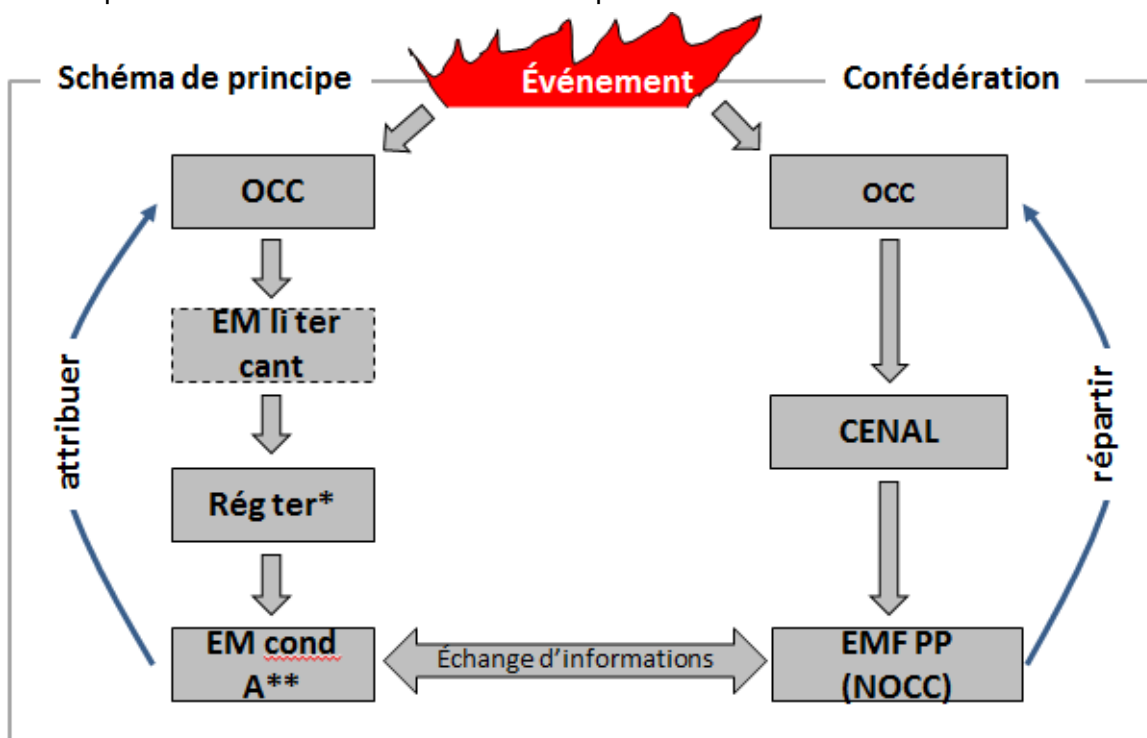 Schéma de principe
Événement
Confédération
OCC
EM li ter
cant
Rég ter*
EM cond
A**
attribuer
Échange d'informations
OCC
CENAL
EMF PP
(NOCC)
répartir